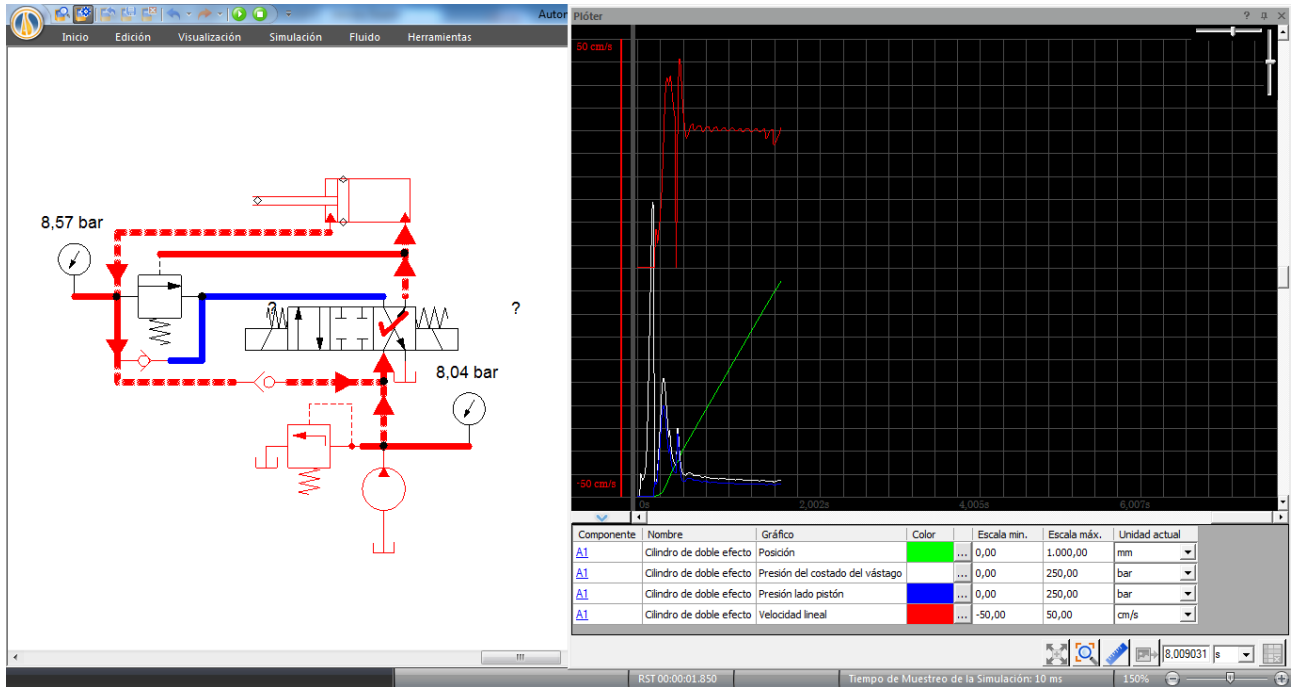 Autor
Inicio Edición Visualización Simulación Fluido Herramientas
8,57 bar
?
?
8,04 bar
Plóter
50 cm/s
-50 cm/s
0s 2,002s 4,005s 6,007s
Componente Nombre Gráfico Color Escala min. Escala máx. Unidad actual
A1 Cilindro de doble efecto Posición ... 0,00 1.000,00 mm
A1 Cilindro de doble efecto Presión del costado del vástago ... 0,00 250,00 bar
A1 Cilindro de doble efecto Presión lado pistón ... 0,00 250,00 bar
A1 Cilindro de doble efecto Velocidad lineal ... -50,00 50,00 cm/s
8,009031 s
RST 00:00:01.850 Tiempo de Muestreo de la Simulación: 10 ms 150%